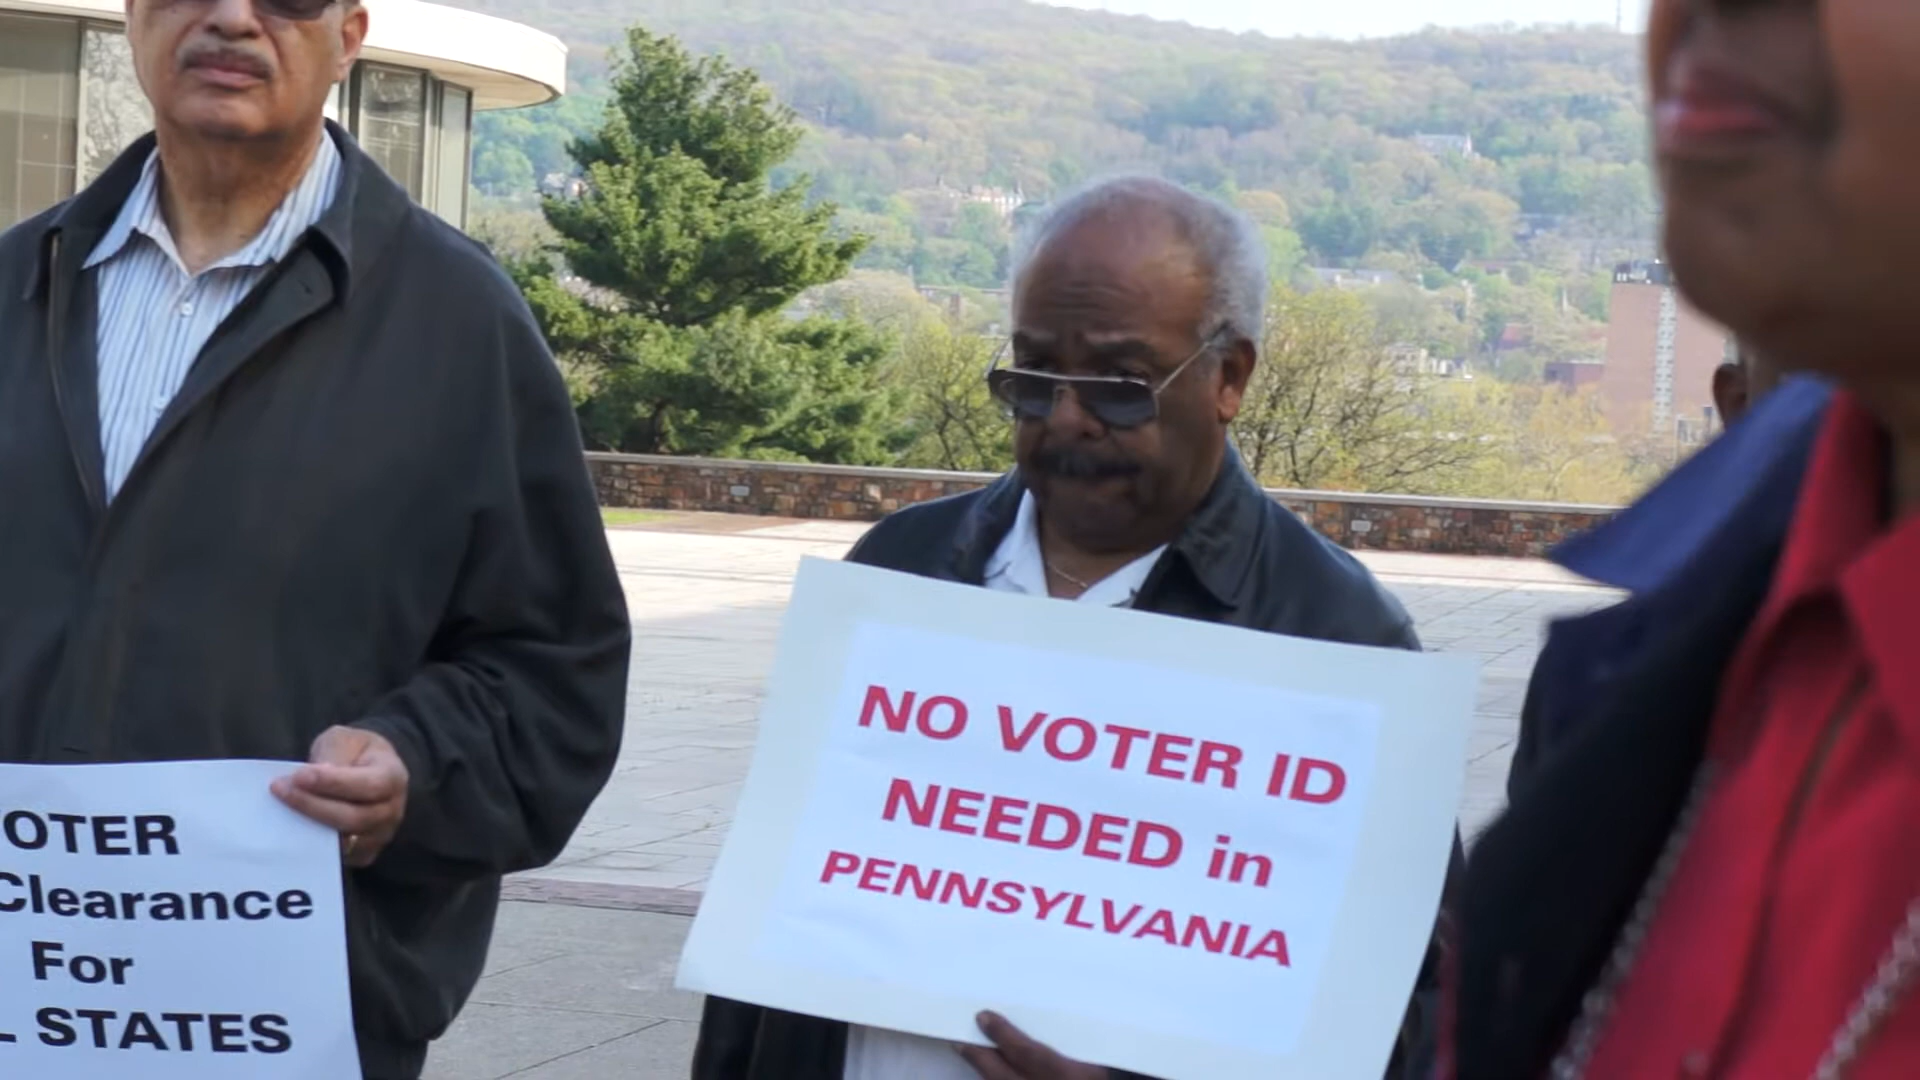 OTER
Clearance
For
STATES
NO VOTER ID
NEEDED in
PENNSYLVANIA